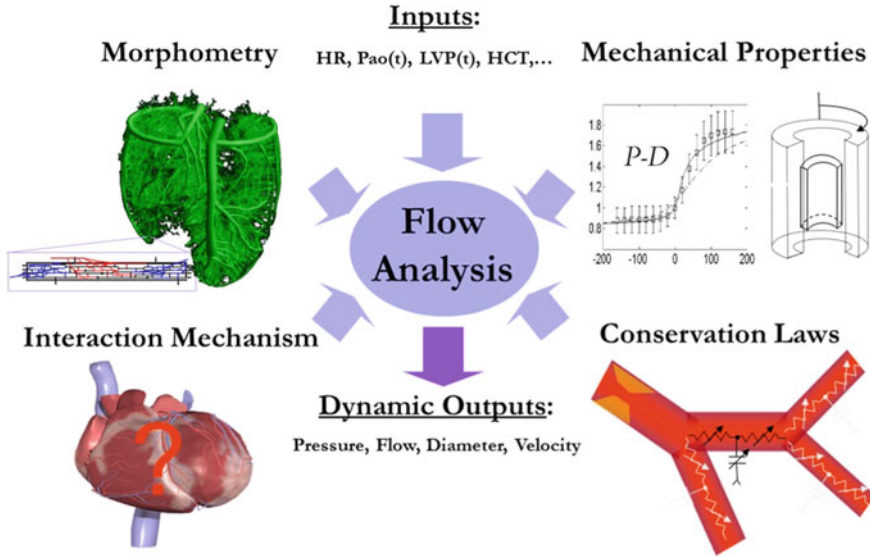 Inputs:
Morphometry
HR, Pao(t), LVP(t), HCT,...
Mechanical Properties
P-D
1.8
1.6
1.4
1.2
1
0.8
-200
-100
0
100
200
Flow
Analysis
Interaction Mechanism
Conservation Laws
?
Dynamic Outputs:
Pressure, Flow, Diameter, Velocity